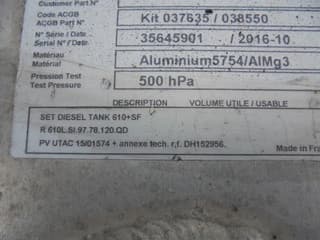 Customer Part N°
Code ACGB
ACGB Part N° Kit 037635 / 038550
N° Série / Date
Serial N° / Date 35645901 / 2016-10
Matériau
Material Aluminium5754/AlMg3
Pression Test
Test Pressure 500 hPa
DESCRIPTION VOLUME UTILE / USABLE
SET DIESEL TANK 610+SF
R 610L.SI.97.78.120.QD
PV UTAC 15/01574 + annexe tech. r.f. DH152956.
Made in Fra